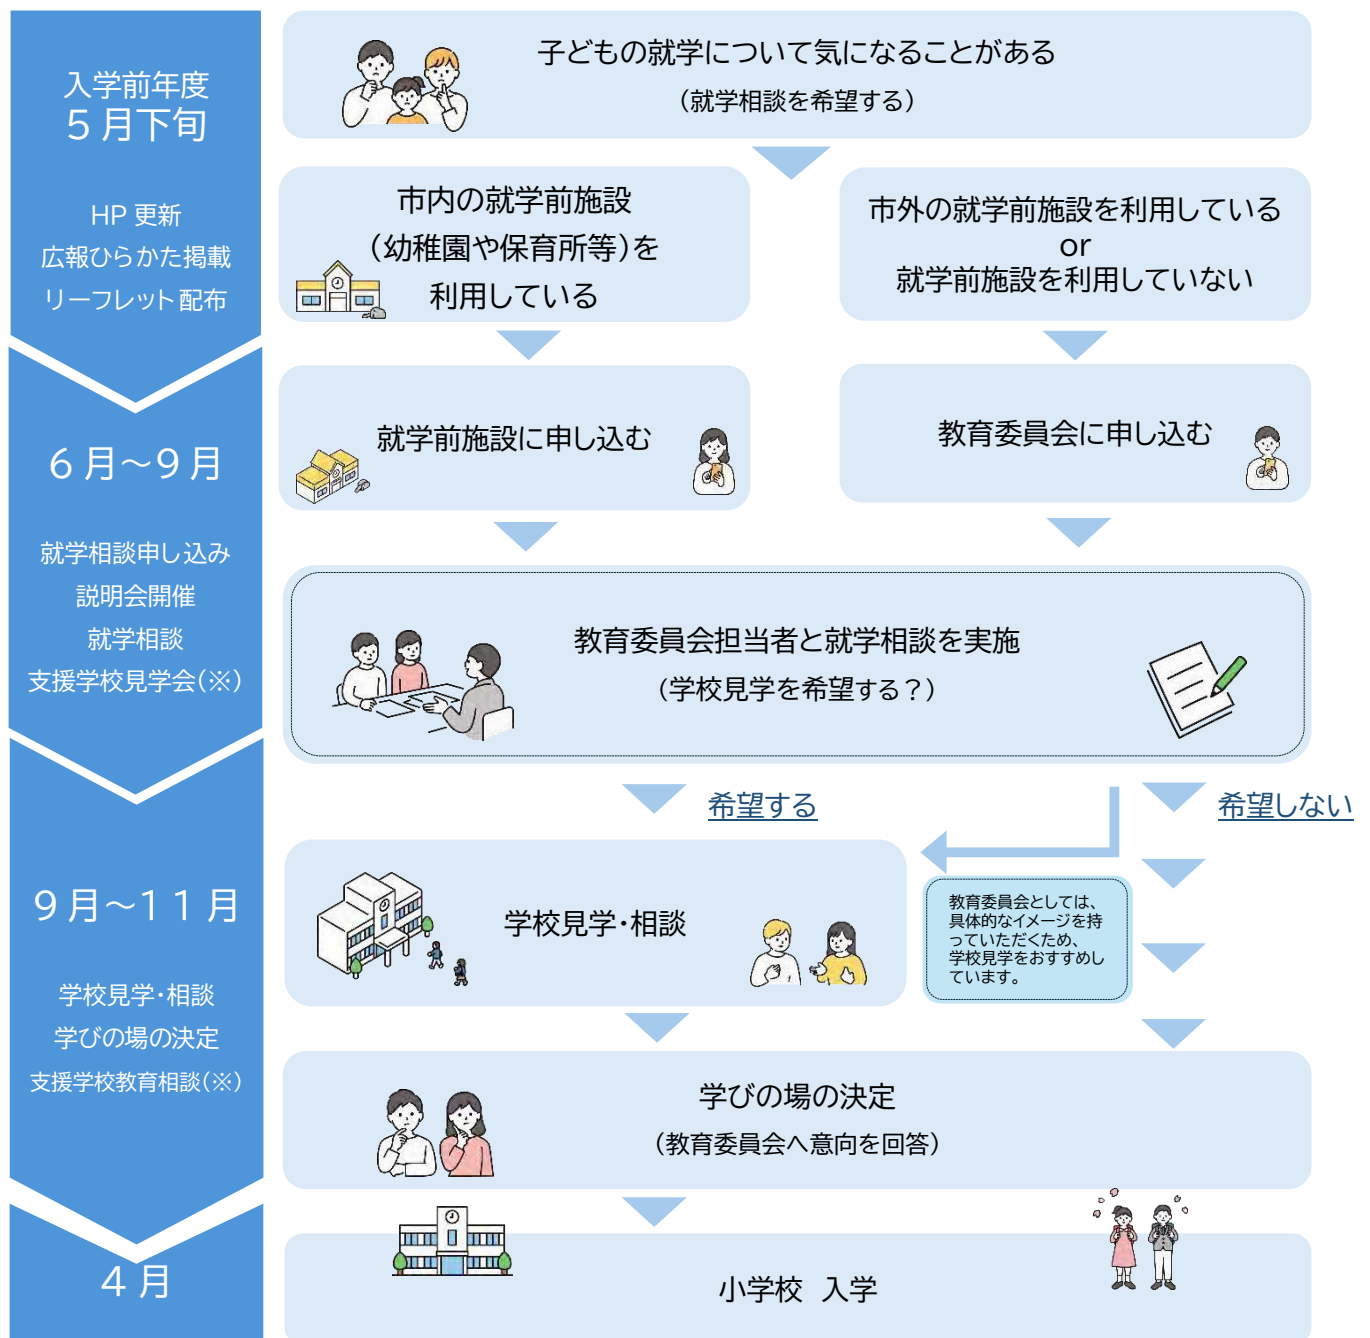 入学前年度
５月下旬
HP 更新
広報ひらかた掲載
リーフレット配布
子どもの就学について気になることがある
（就学相談を希望する）
市内の就学前施設
（幼稚園や保育所等）を
利用している
市外の就学前施設を利用している
or
就学前施設を利用していない
６月～９月
就学相談申し込み
説明会開催
就学相談
支援学校見学会(※)
就学前施設に申し込む
教育委員会に申し込む
教育委員会担当者と就学相談を実施
（学校見学を希望する？）
希望する
希望しない
９月～１１月
学校見学・相談
学びの場の決定
支援学校教育相談(※)
学校見学・相談
教育委員会としては、
具体的なイメージを持
っていただくため、
学校見学をおすすめし
ています。
学びの場の決定
（教育委員会へ意向を回答）
４月
小学校 入学